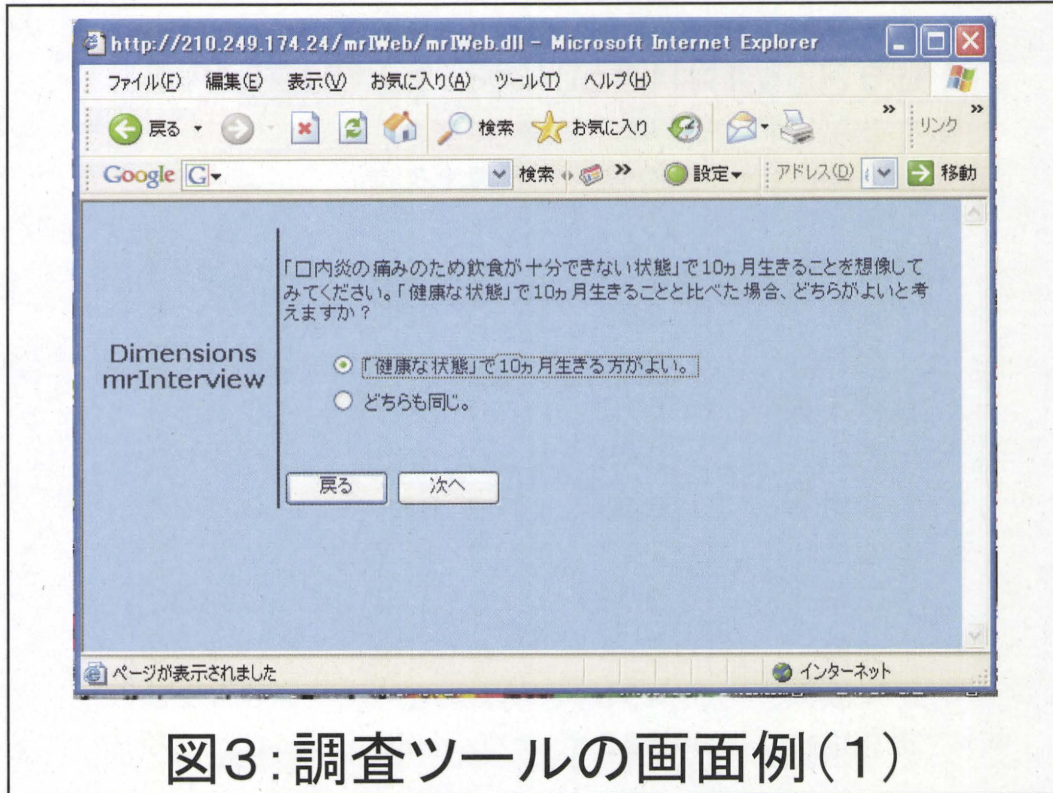 http://210.249.174.24/mrIWeb/mrIWeb.dll - Microsoft Internet Explorer
ファイル(F) 編集(E) 表示(V) お気に入り(A) ツール(T) ヘルプ(H)
戻る 検索 お気に入り リンク
Google G 検索 設定 アドレス(D) 移動
「口内炎の痛みのため飲食が十分できない状態」で10ヵ月生きることを想像して
みてください。「健康な状態」で10ヵ月生きることと比べた場合、どちらがよいと考
えますか？
Dimensions
mrInterview
「健康な状態」で10ヵ月生きる方がよい。
どちらも同じ。
戻る 次へ
ページが表示されました インターネット
図3:調査ツールの画面例(1)